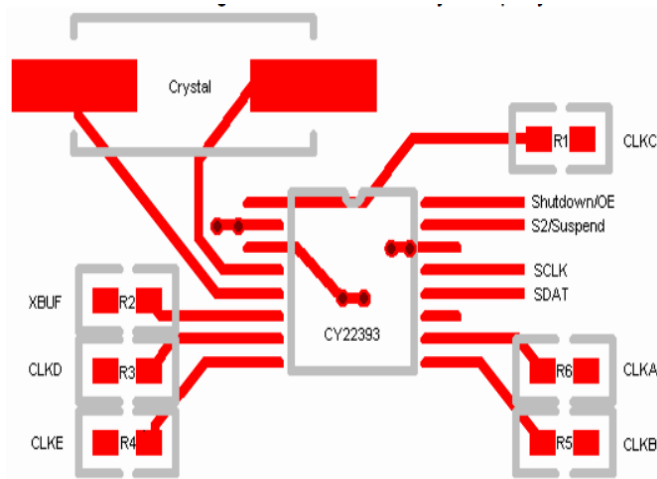 Crystal
R1 CLKC
Shutdown/OE
S2/Suspend
SCLK
SDAT
XBUF R2
CY22393
CLKD R3
R6 CLKA
CLKE R4
R5 CLKB